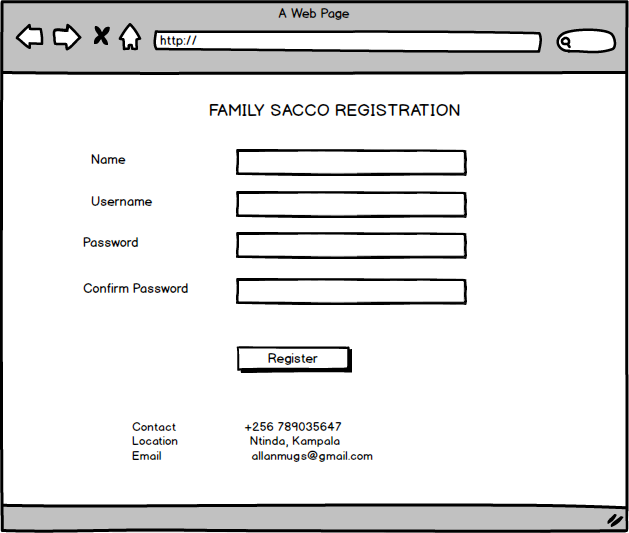 A Web Page
http://
FAMILY SACCO REGISTRATION
Name
Username
Password
Confirm Password
Register
Contact +256 789035647
Location Ntinda, Kampala
Email allanmugs@gmail.com